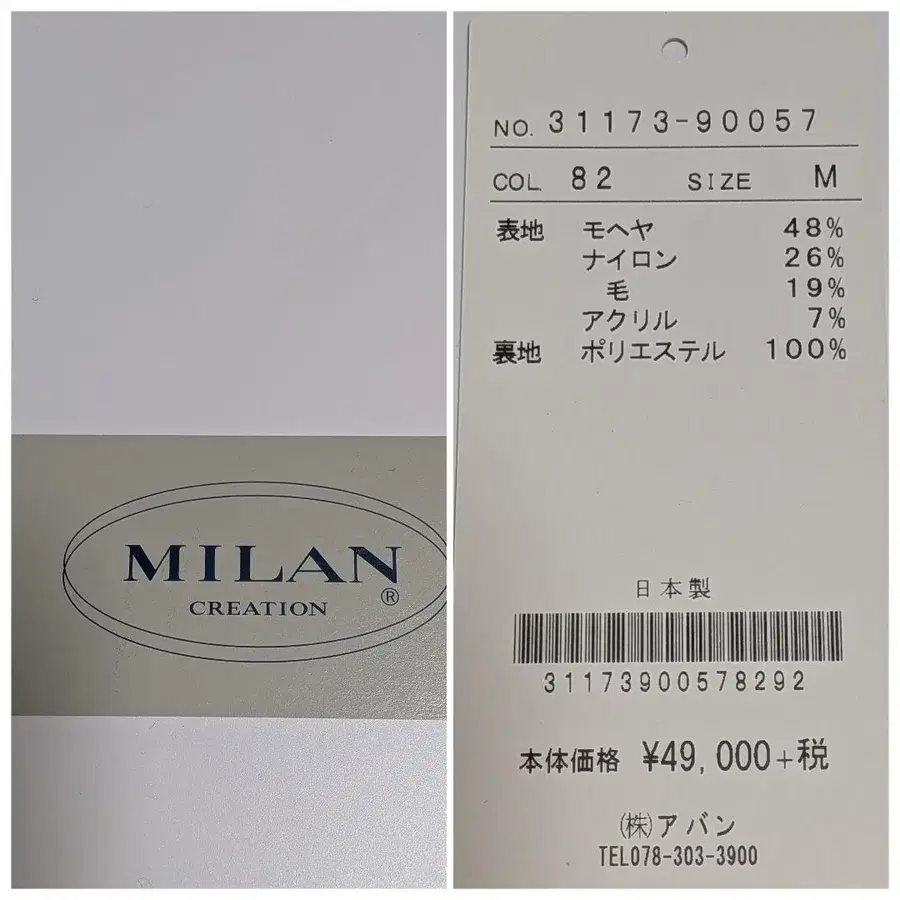 MILAN
®
CREATION
NO. 31173-90057
COL. 82 SIZE M
表地 モヘヤ 48%
ナイロン 26%
毛 19%
アクリル 7%
裏地 ポリエステル 100%
日本製
31173900578292
本体価格 ¥49,000+税
㈱アバン
TEL078-303-3900